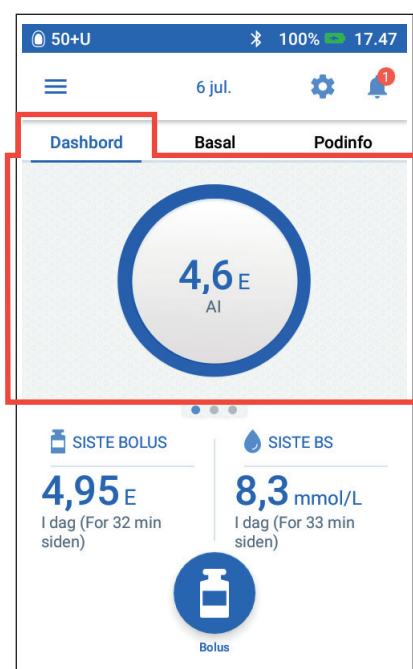 50+U 100% 17.47
6 jul. 1
Dashbord Basal Podinfo
4,6 E
AI
SISTE BOLUS
4,95 E
I dag (For 32 min
siden)
SISTE BS
8,3 mmol/L
I dag (For 33 min
siden)
Bolus